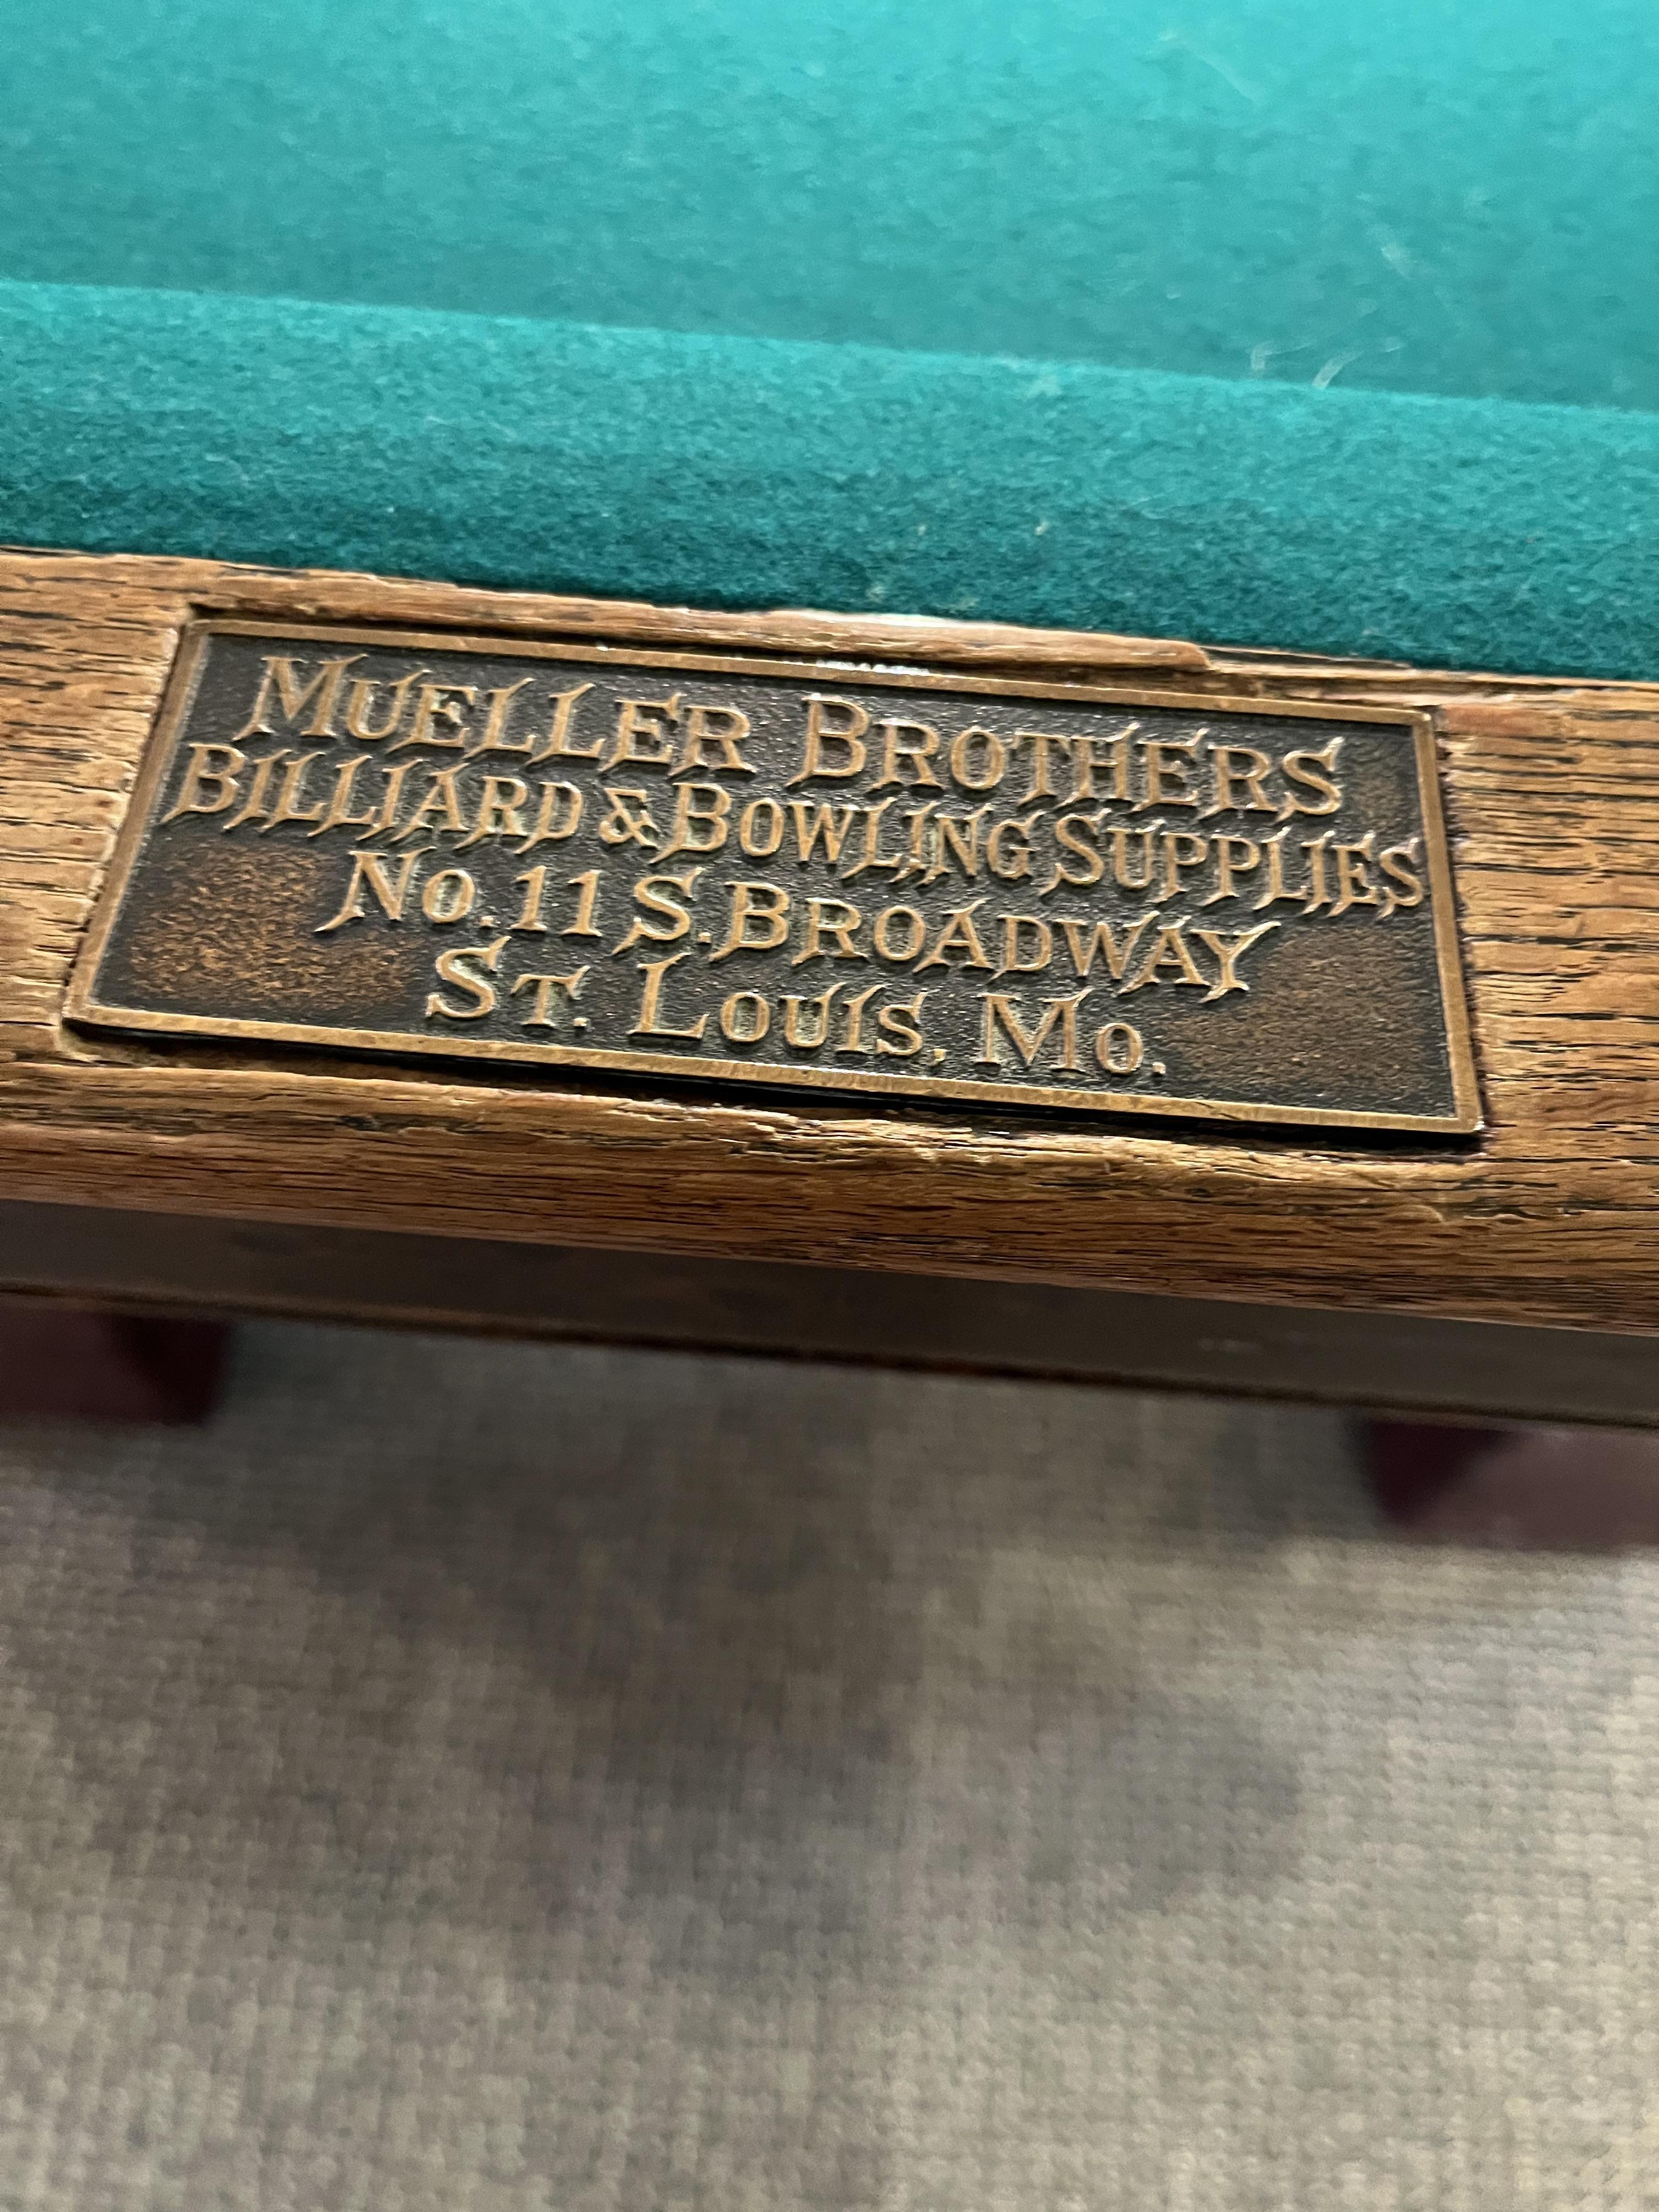 MUELLER BROTHERS
BILLIARD & BOWLING SUPPLIES
NO. 11 S. BROADWAY
ST. LOUIS, MO.